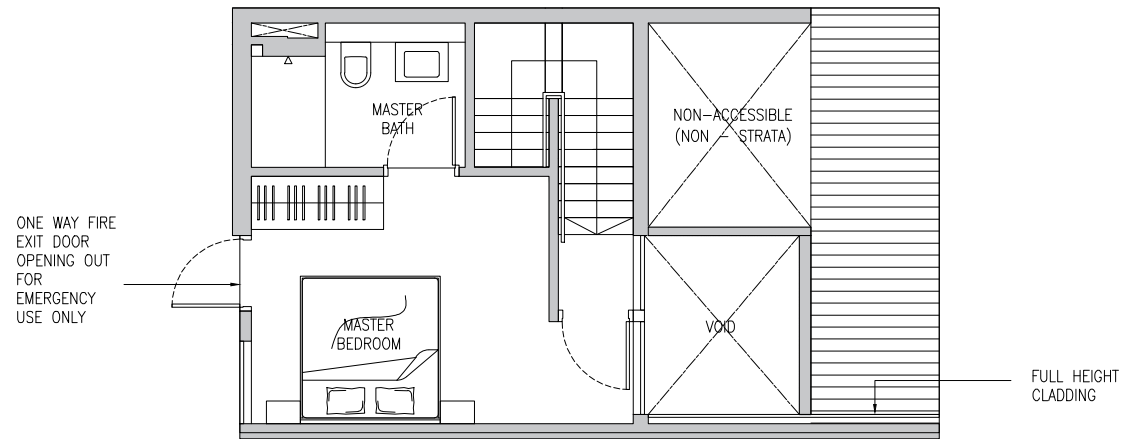 MASTER
BATH
NON-ACCESSIBLE
(NON - STRATA)
ONE WAY FIRE
EXIT DOOR
OPENING OUT
FOR
EMERGENCY
USE ONLY
MASTER
BEDROOM
VOID
FULL HEIGHT
CLADDING